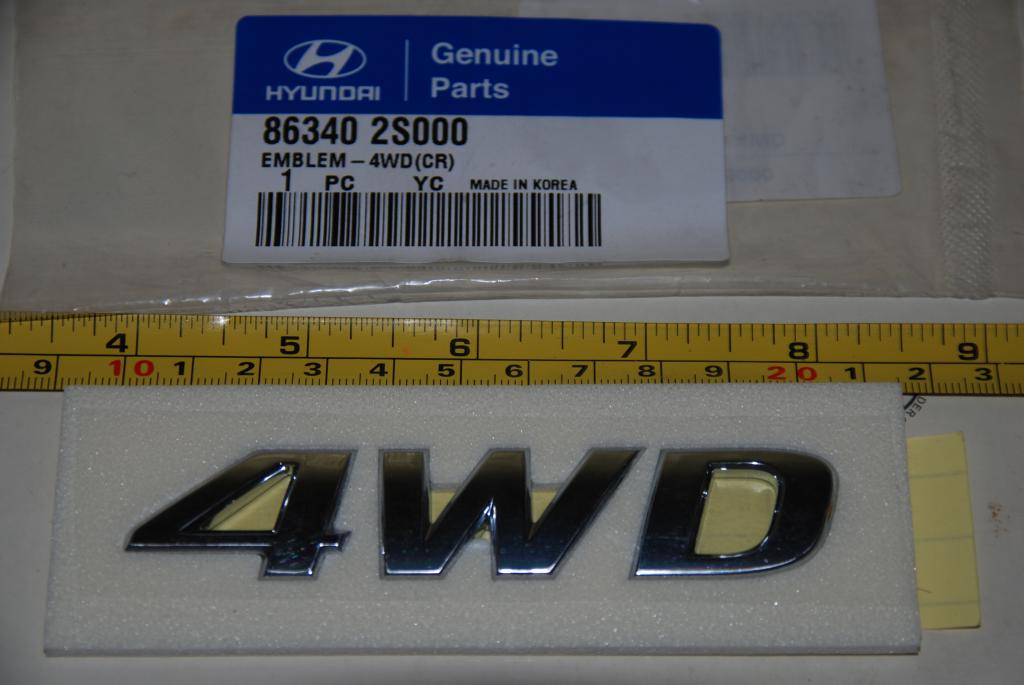 HYUNDAI
Genuine
Parts
86340 2S000
EMBLEM - 4WD(CR)
1 PC YC MADE IN KOREA
4 5 6 7 8 9
9 10 1 2 3 4 5 6 7 8 9 20 1 2 3
4WD